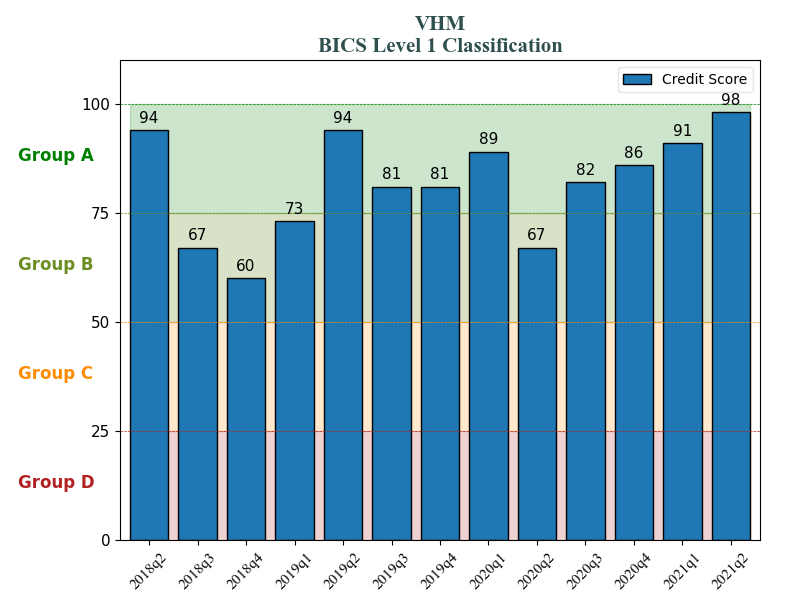 VHM
BICS Level 1 Classification
Credit Score
100
75
50
25
0
Group A
Group B
Group C
Group D
94
67
60
73
94
81
81
89
67
82
86
91
98
2018q2
2018q3
2018q4
2019q1
2019q2
2019q3
2019q4
2020q1
2020q2
2020q3
2020q4
2021q1
2021q2